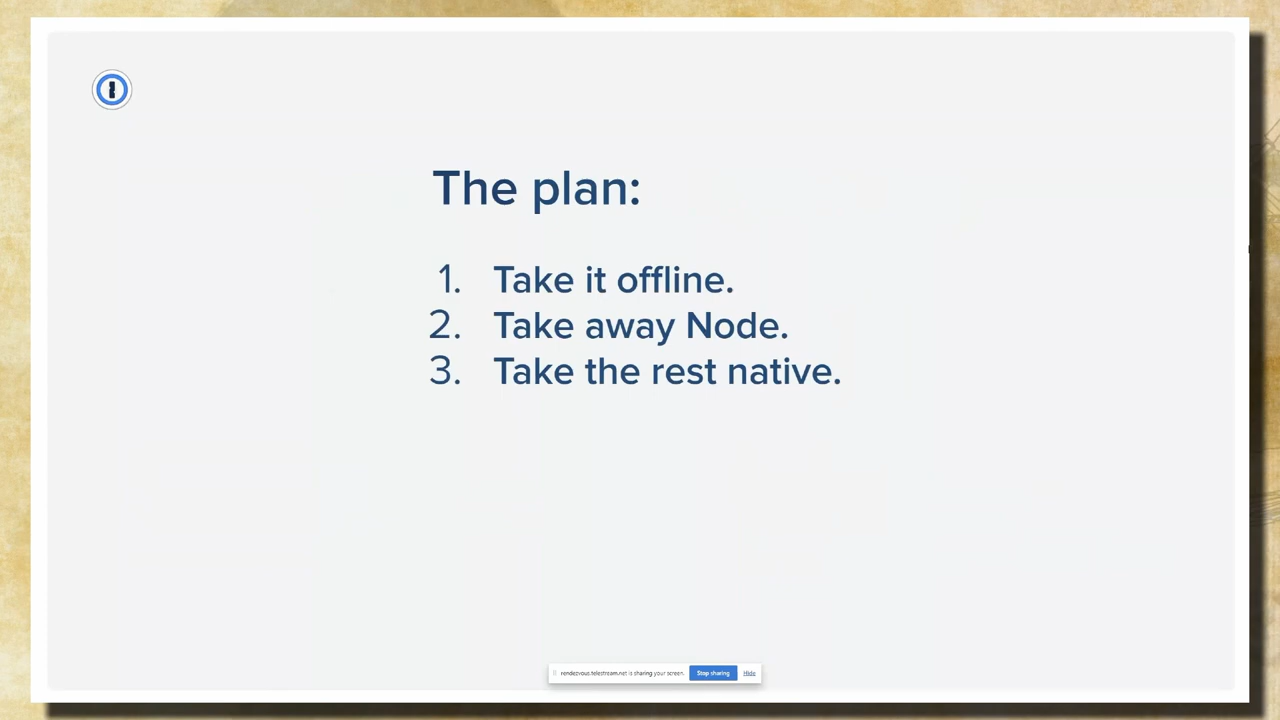 The plan:
1. Take it offline.
2. Take away Node.
3. Take the rest native.
rendezvous.telestream.net is sharing your screen. Stop sharing Hide